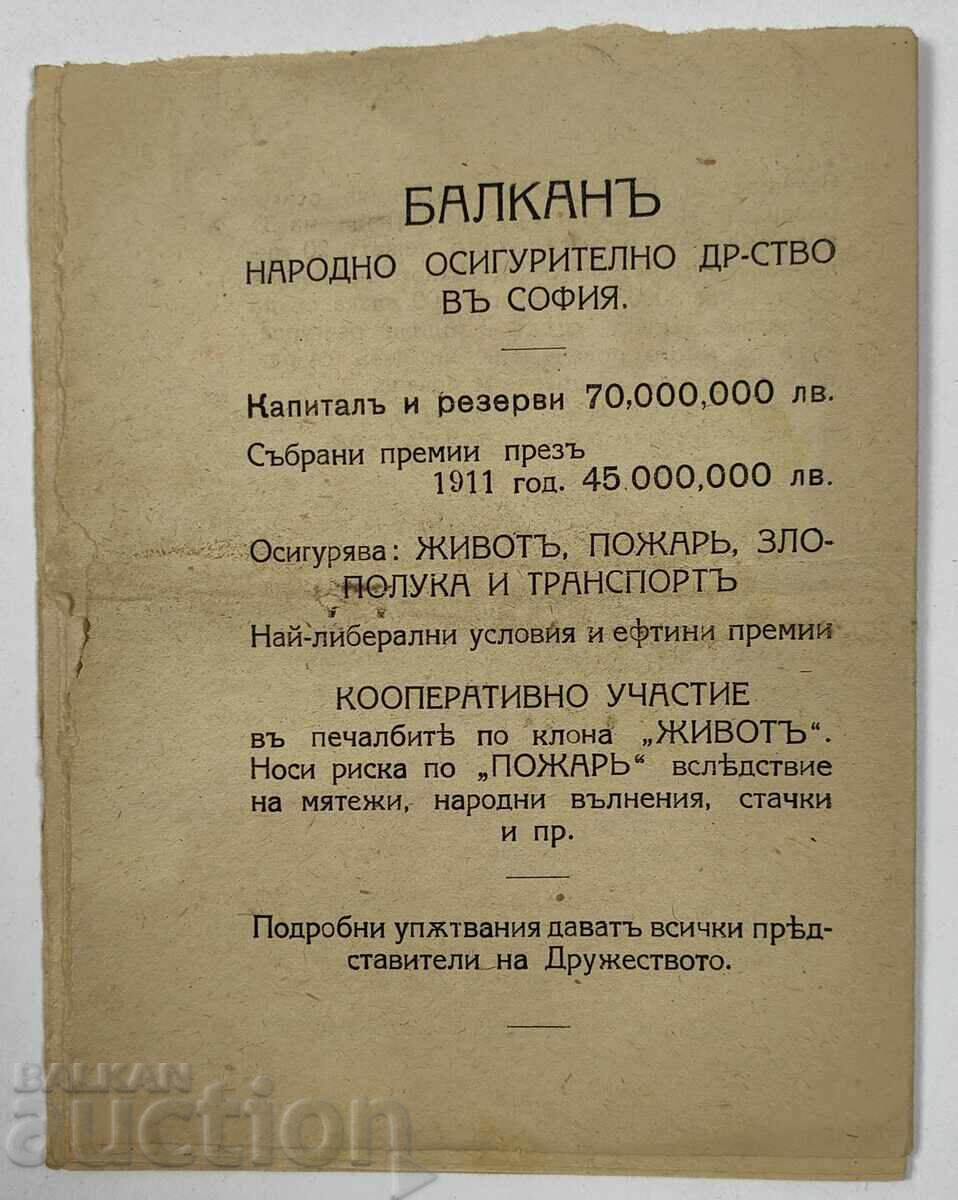 БАЛКАНЪ
НАРОДНО ОСИГУРИТЕЛНО ДР-СТВО
ВЪ СОФИЯ.
Капиталъ и резерви 70,000,000 лв.
Събрани премии презъ
1911 год. 45.000,000 лв.
Осигурява: ЖИВОТЪ, ПОЖАРЬ, ЗЛО-
ПОЛУКА И ТРАНСПОРТЪ
Най-либерални условия и ефтини премии
КООПЕРАТИВНО УЧАСТИЕ
въ печалбитѣ по клона „ЖИВОТЪ“.
Носи риска по „ПОЖАРЬ“ вслѣдствие
на мятежи, народни вълнения, стачки
и пр.
Подробни упѫтвания даватъ всички прѣд-
ставители на Дружеството.
BALKAN
auction